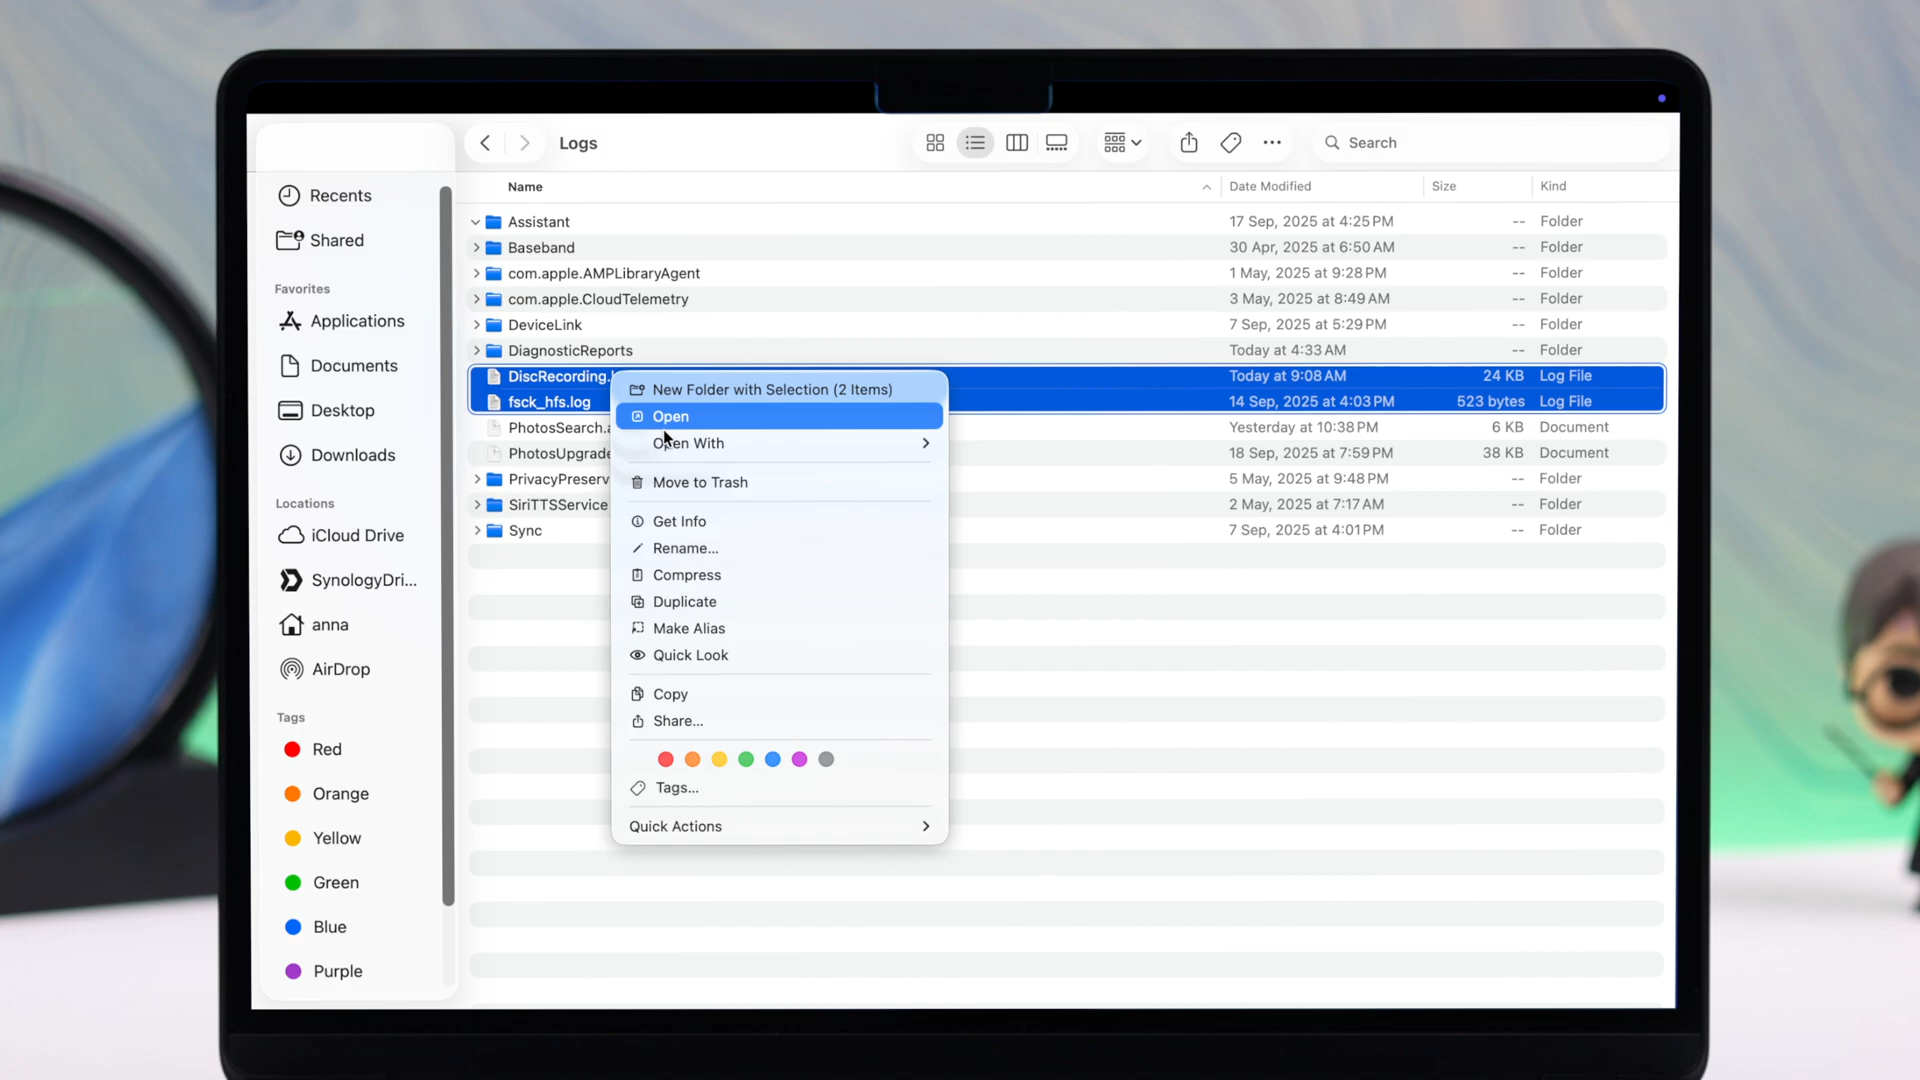 Logs
Search
Recents
Shared
Favorites
Applications
Documents
Desktop
Downloads
Locations
iCloud Drive
SynologyDri...
anna
AirDrop
Tags
Red
Orange
Yellow
Green
Blue
Purple
Name Date Modified Size Kind
Assistant 17 Sep, 2025 at 4:25 PM -- Folder
Baseband 30 Apr, 2025 at 6:50 AM -- Folder
com.apple.AMPLibraryAgent 1 May, 2025 at 9:28 PM -- Folder
com.apple.CloudTelemetry 3 May, 2025 at 8:49 AM -- Folder
DeviceLink 7 Sep, 2025 at 5:29 PM -- Folder
DiagnosticReports Today at 4:33 AM -- Folder
DiscRecording. Today at 9:08 AM 24 KB Log File
fsck_hfs.log 14 Sep, 2025 at 4:03 PM 523 bytes Log File
PhotosSearch.a Yesterday at 10:38 PM 6 KB Document
PhotosUpgrade 18 Sep, 2025 at 7:59 PM 38 KB Document
PrivacyPreserv 5 May, 2025 at 9:48 PM -- Folder
SiriTTSService 2 May, 2025 at 7:17 AM -- Folder
Sync 7 Sep, 2025 at 4:01 PM -- Folder
New Folder with Selection (2 Items)
Open
Open With
Move to Trash
Get Info
Rename...
Compress
Duplicate
Make Alias
Quick Look
Copy
Share...
Tags...
Quick Actions